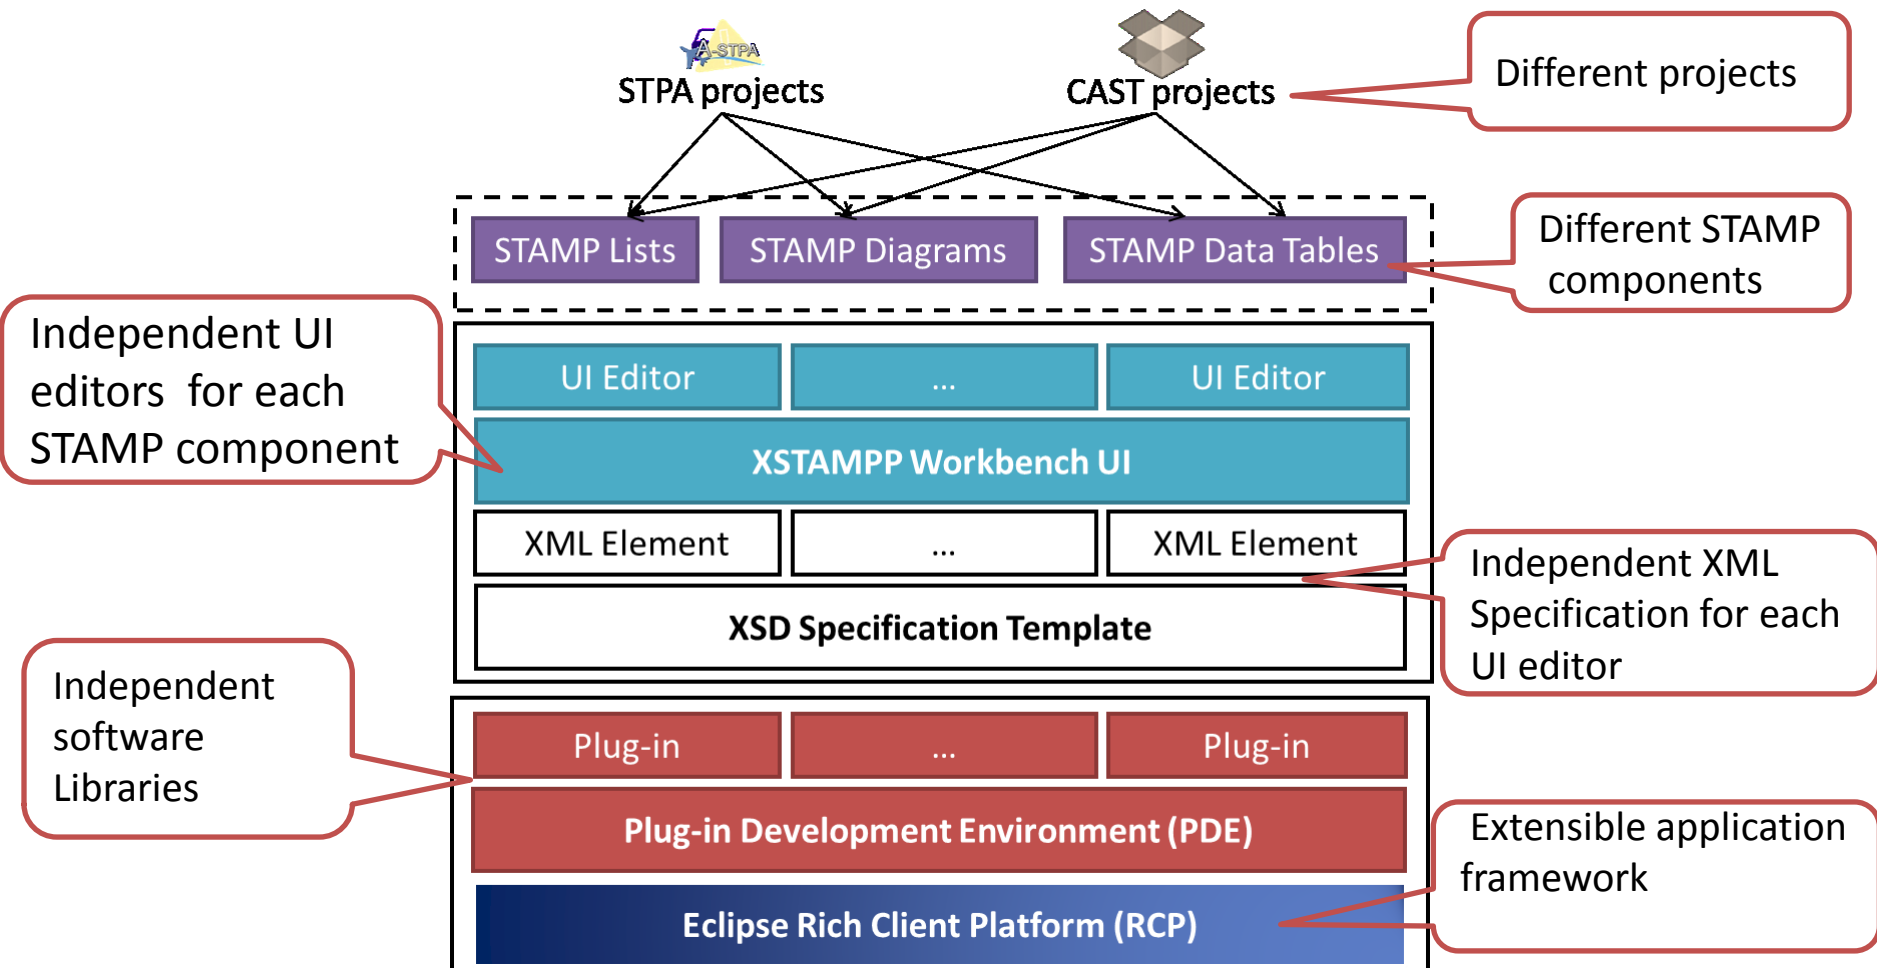 A-STPA
STPA projects
CAST projects
Different projects
STAMP Lists
STAMP Diagrams
STAMP Data Tables
Different STAMP
components
Independent UI
editors for each
STAMP component
UI Editor
...
UI Editor
XSTAMPP Workbench UI
XML Element
...
XML Element
Independent XML
Specification for each
UI editor
XSD Specification Template
Independent
software
Libraries
Plug-in
...
Plug-in
Plug-in Development Environment (PDE)
Extensible application
framework
Eclipse Rich Client Platform (RCP)